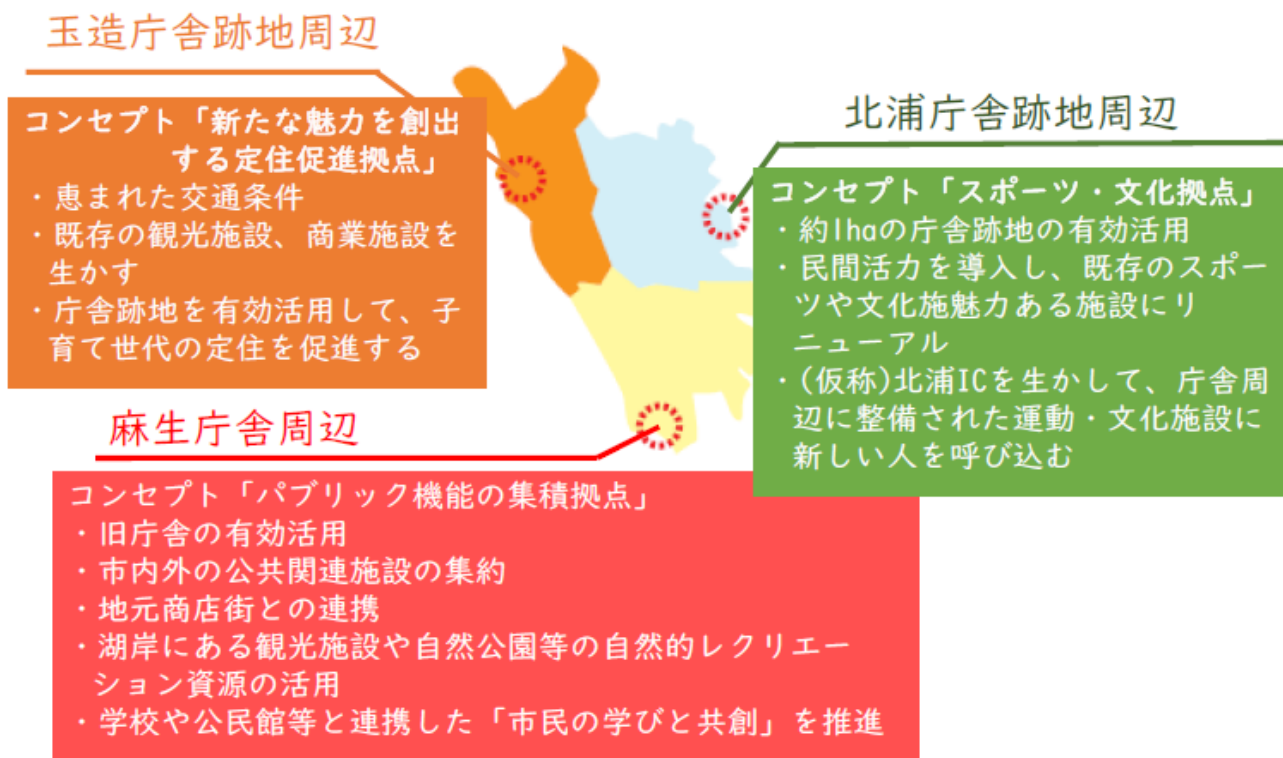 玉造庁舎跡地周辺
コンセプト「新たな魅力を創出
する定住促進拠点」
・恵まれた交通条件
・既存の観光施設、商業施設を
生かす
・庁舎跡地を有効活用して、子
育て世代の定住を促進する
北浦庁舎跡地周辺
コンセプト「スポーツ・文化拠点」
・約1haの庁舎跡地の有効活用
・民間活力を導入し、既存のスポー
ツや文化施魅力ある施設にリ
ニューアル
・(仮称)北浦ICを生かして、庁舎周
辺に整備された運動・文化施設に
新しい人を呼び込む
麻生庁舎周辺
コンセプト「パブリック機能の集積拠点」
・旧庁舎の有効活用
・市内外の公共関連施設の集約
・地元商店街との連携
・湖岸にある観光施設や自然公園等の自然的レクリエー
ション資源の活用
・学校や公民館等と連携した「市民の学びと共創」を推進